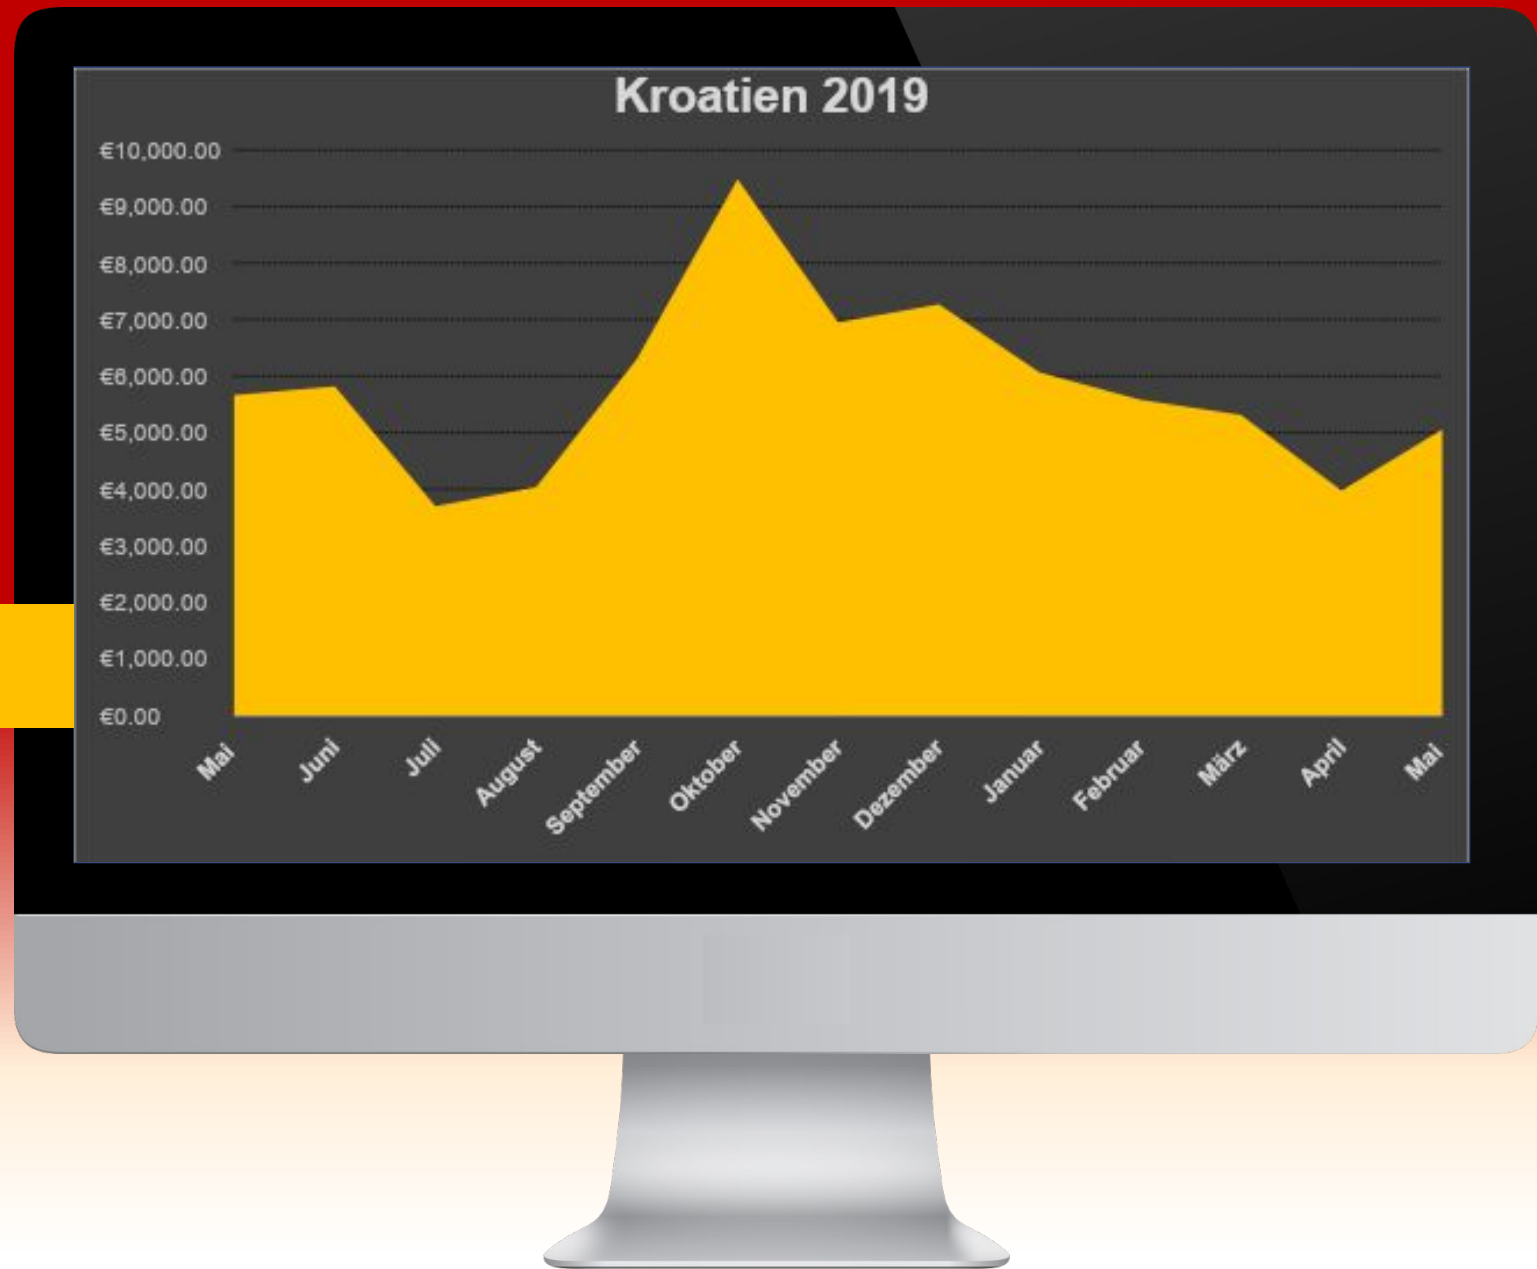 Kroatien 2019
€10,000.00
€9,000.00
€8,000.00
€7,000.00
€6,000.00
€5,000.00
€4,000.00
€3,000.00
€2,000.00
€1,000.00
€0.00
Mai
Juni
Juli
August
September
Oktober
November
Dezember
Januar
Februar
März
April
Mai